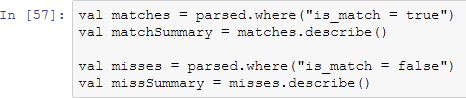 In [57]: val matches = parsed.where("is_match = true")
val matchSummary = matches.describe()
val misses = parsed.where("is_match = false")
val missSummary = misses.describe()